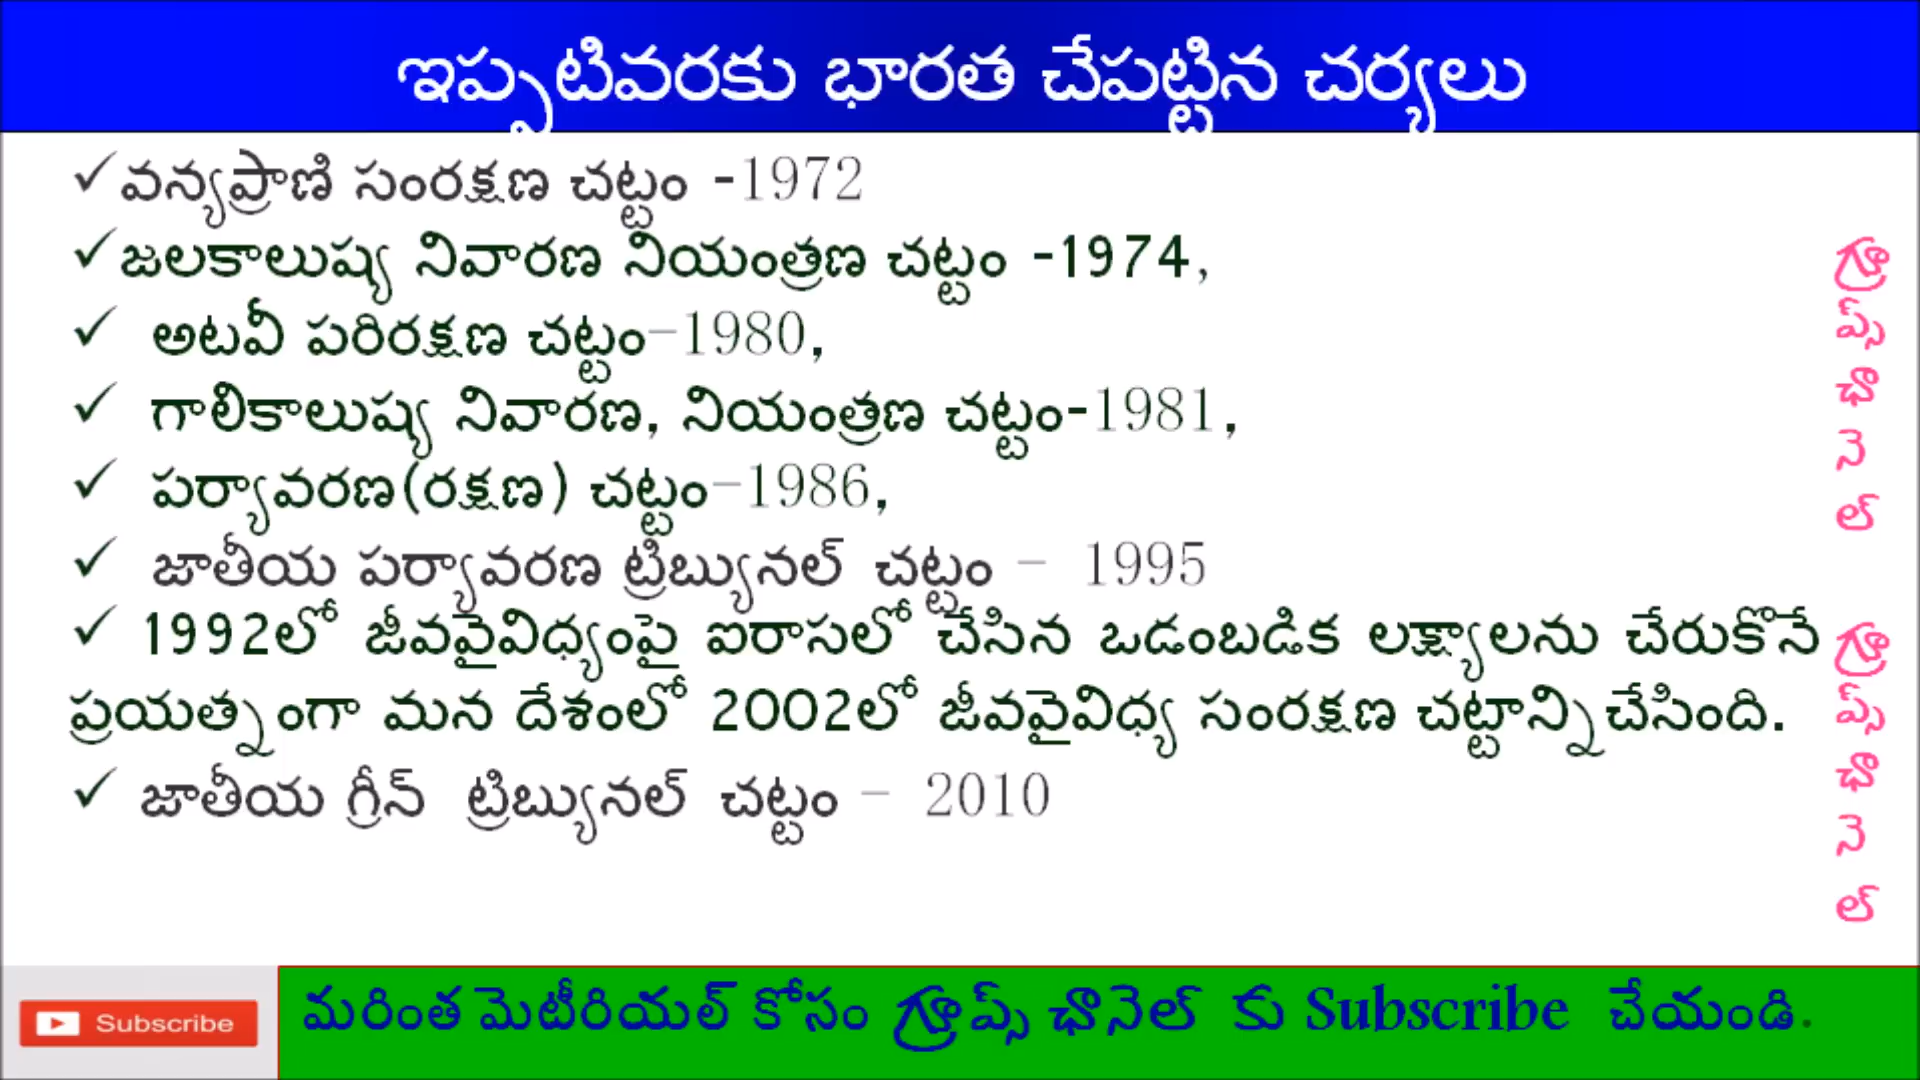 ఇప్పటివరకు భారత చేపట్టిన చర్యలు
✓వన్యప్రాణి సంరక్షణ చట్టం -1972
✓జలకాలుష్య నివారణ నియంత్రణ చట్టం -1974,
✓ అటవీ పరిరక్షణ చట్టం-1980,
✓ గాలికాలుష్య నివారణ, నియంత్రణ చట్టం-1981,
✓ పర్యావరణ(రక్షణ) చట్టం-1986,
✓ జాతీయ పర్యావరణ ట్రిబ్యునల్ చట్టం - 1995
✓ 1992లో జీవవైవిధ్యంపై ఐరాసలో చేసిన ఒడంబడిక లక్ష్యాలను చేరుకొనే
ప్రయత్నంగా మన దేశంలో 2002లో జీవవైవిధ్య సంరక్షణ చట్టాన్నిచేసింది.
✓ జాతీయ గ్రీన్ ట్రిబ్యునల్ చట్టం - 2010
గ్రూప్స్ ఛానెల్
గ్రూప్స్ ఛానెల్
Subscribe
మరింత మెటీరియల్ కోసం గ్రూప్స్ ఛానెల్ కు Subscribe చేయండి.